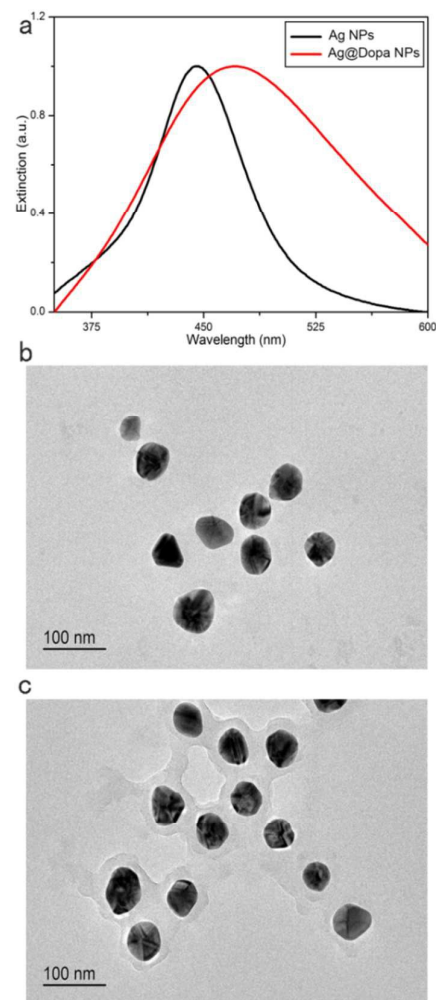 a
1.2
Ag NPs
Ag@Dopa NPs
0.8
Extinction (a.u.)
0.4
0.0
375 450 525 600
Wavelength (nm)
b
100 nm
c
100 nm